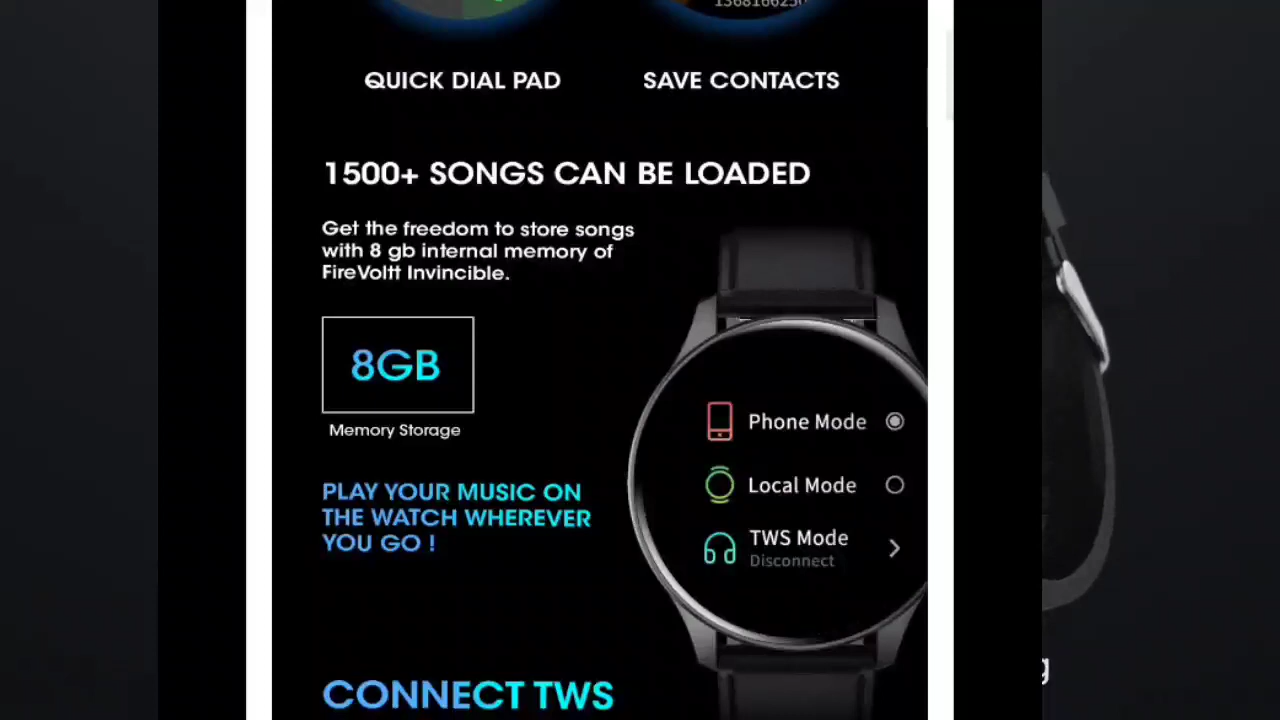 QUICK DIAL PAD
SAVE CONTACTS
1500+ SONGS CAN BE LOADED
Get the freedom to store songs
with 8 gb internal memory of
FireVoltt Invincible.
8GB
Memory Storage
Phone Mode
Local Mode
TWS Mode
Disconnect
PLAY YOUR MUSIC ON
THE WATCH WHEREVER
YOU GO !
CONNECT TWS